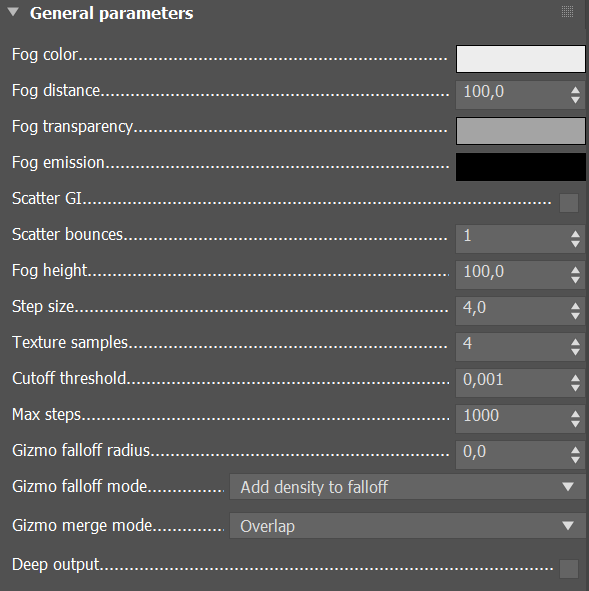 General parameters
Fog color
Fog distance 100,0
Fog transparency
Fog emission
Scatter GI
Scatter bounces 1
Fog height 100,0
Step size 4,0
Texture samples 4
Cutoff threshold 0,001
Max steps 1000
Gizmo falloff radius 0,0
Gizmo falloff mode Add density to falloff
Gizmo merge mode Overlap
Deep output